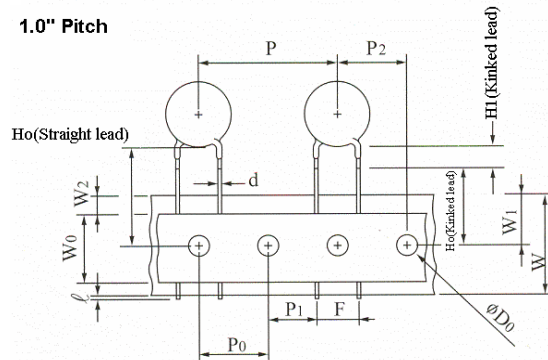 1.0" Pitch
P
P2
H1(Kinked lead)
Ho(Straight lead)
d
W2
W0
Ho(Kinked lead)
W1
W
ℓ
P1
F
øD0
P0